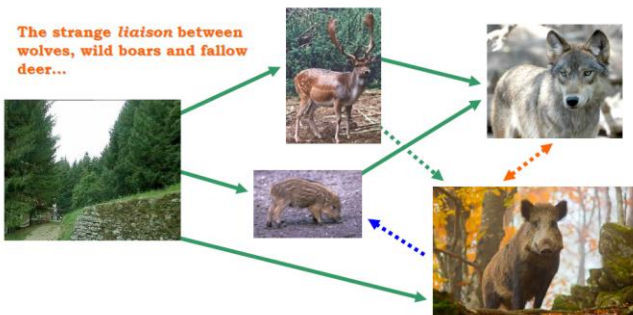 The strange liaison between
wolves, wild boars and fallow
deer...